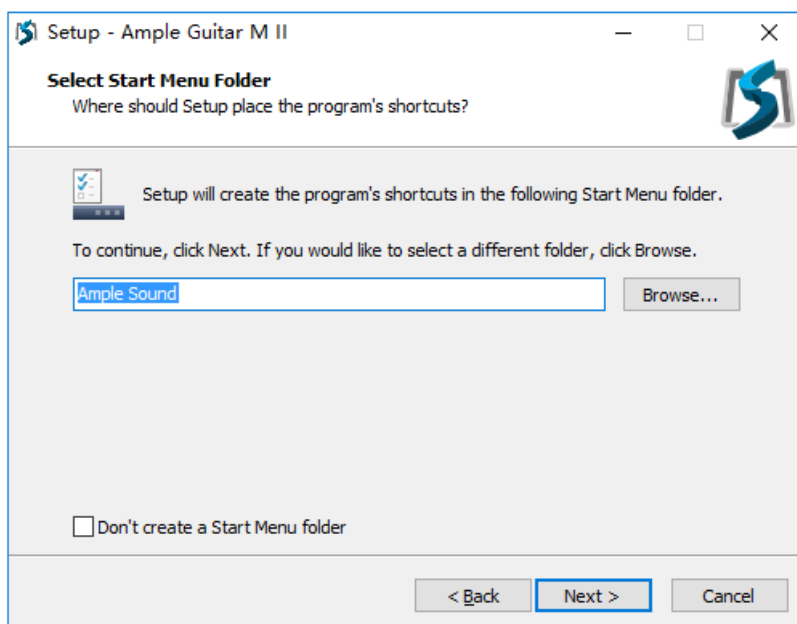 Setup - Ample Guitar M II
Select Start Menu Folder
Where should Setup place the program's shortcuts?
Setup will create the program's shortcuts in the following Start Menu folder.
To continue, click Next. If you would like to select a different folder, click Browse.
Ample Sound
Browse...
Don't create a Start Menu folder
< Back
Next >
Cancel